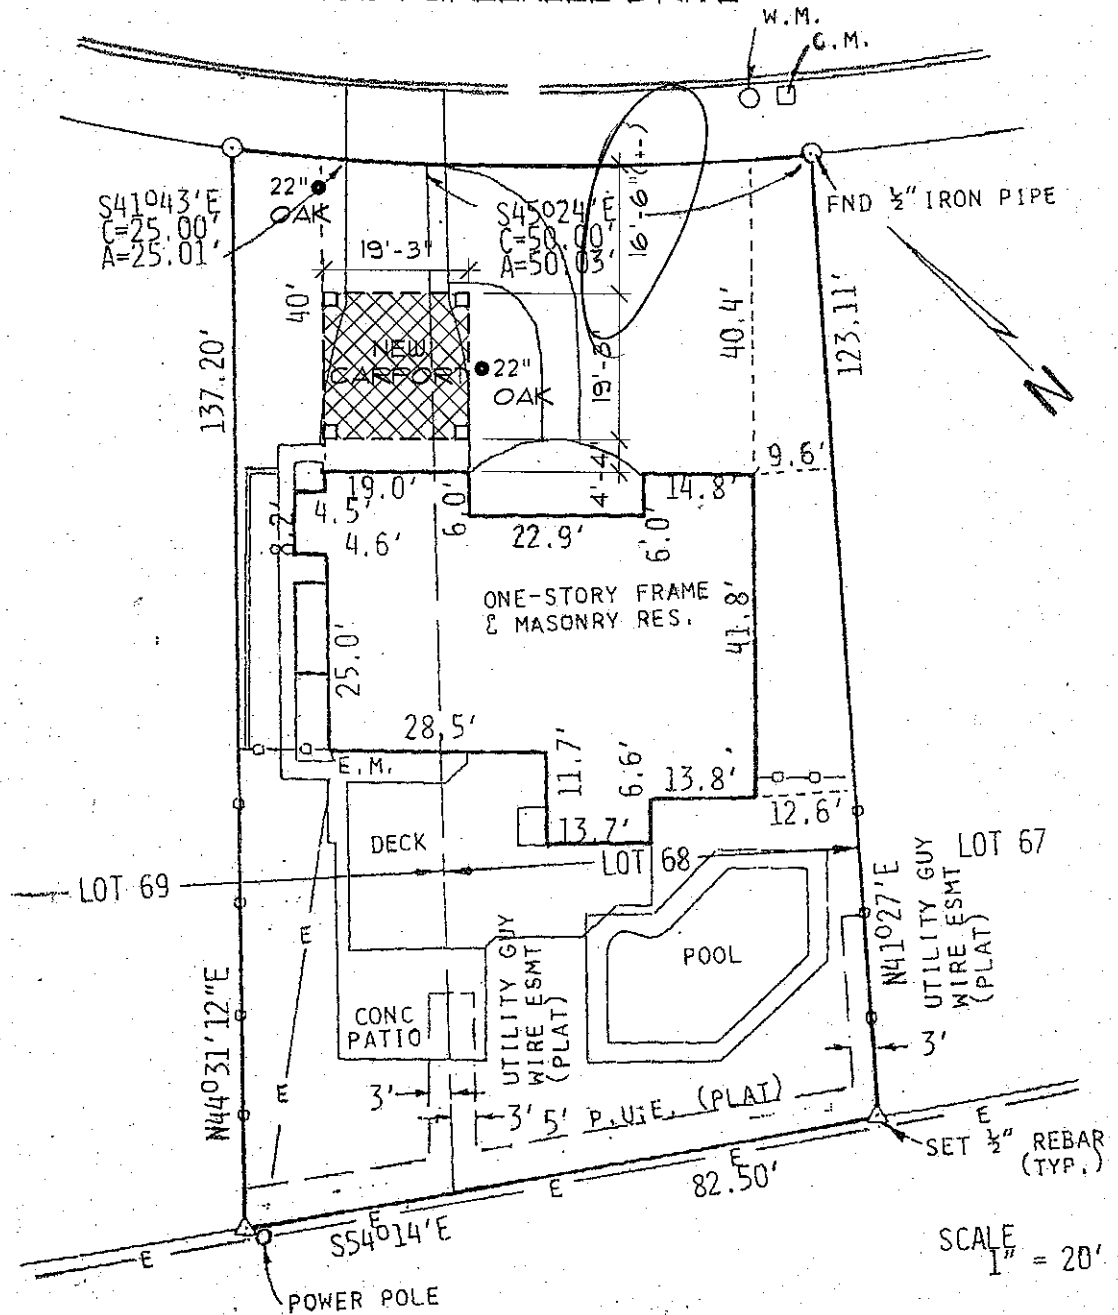 W.M.
G.M.
S41°43'E
C=25.00'
A=25.01'
22"
OAK
19'-3"
S45°24'E
C=50.00'
A=50.03'
16'-6"(+-)
FND ½" IRON PIPE
40'
137.20'
NEW
CARPORT
22"
OAK
19'-3"
40.4'
123.11'
N
4'-4"
9.6'
19.0'
14.8'
4.5'
8.2'
4.6'
6.0'
22.9'
6.0'
ONE-STORY FRAME
& MASONRY RES.
41.8'
25.0'
28.5'
E.M.
11.7'
6.6'
13.8'
12.6'
13.7'
DECK
LOT 69
LOT 68
LOT 67
E
POOL
N41°27'E
UTILITY GUY
WIRE ESMT
(PLAT)
UTILITY GUY
WIRE ESMT
(PLAT)
CONC
PATIO
N44°31'12"E
3'
E
3'
3'
5' P.U.E. (PLAT)
E
SET ½" REBAR
(TYP.)
E
82.50'
E
E
S54°14'E
E
SCALE
1" = 20'
POWER POLE